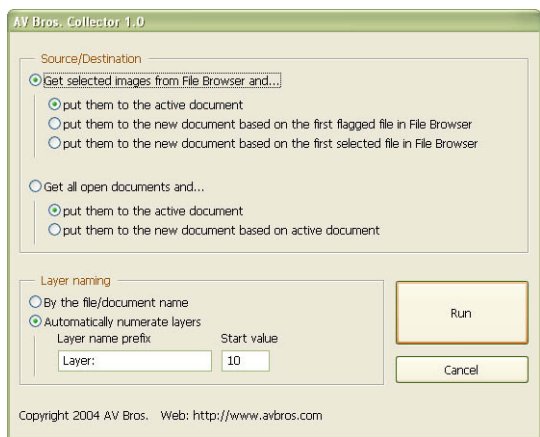 AV Bros. Collector 1.0
Source/Destination
Get selected images from File Browser and...
put them to the active document
put them to the new document based on the first flagged file in File Browser
put them to the new document based on the first selected file in File Browser
Get all open documents and...
put them to the active document
put them to the new document based on active document
Layer naming
By the file/document name
Automatically numerate layers
Layer name prefix Start value
Layer: 10
Run
Cancel
Copyright 2004 AV Bros. Web: http://www.avbros.com